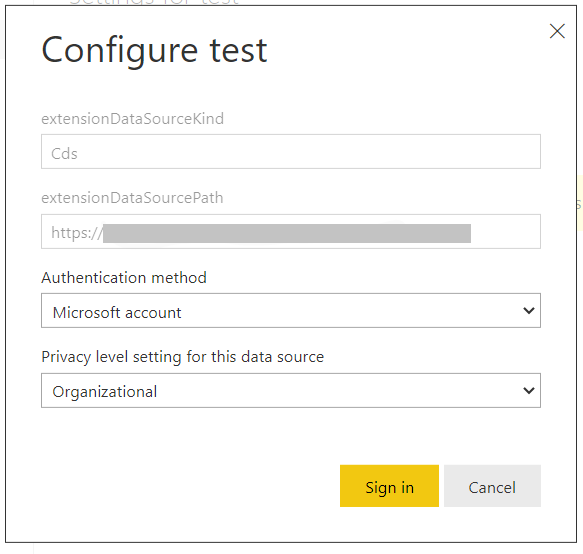 Settings for test
Configure test
extensionDataSourceKind
Cds
extensionDataSourcePath
https://
Authentication method
Microsoft account
Privacy level setting for this data source
Organizational
Sign in
Cancel